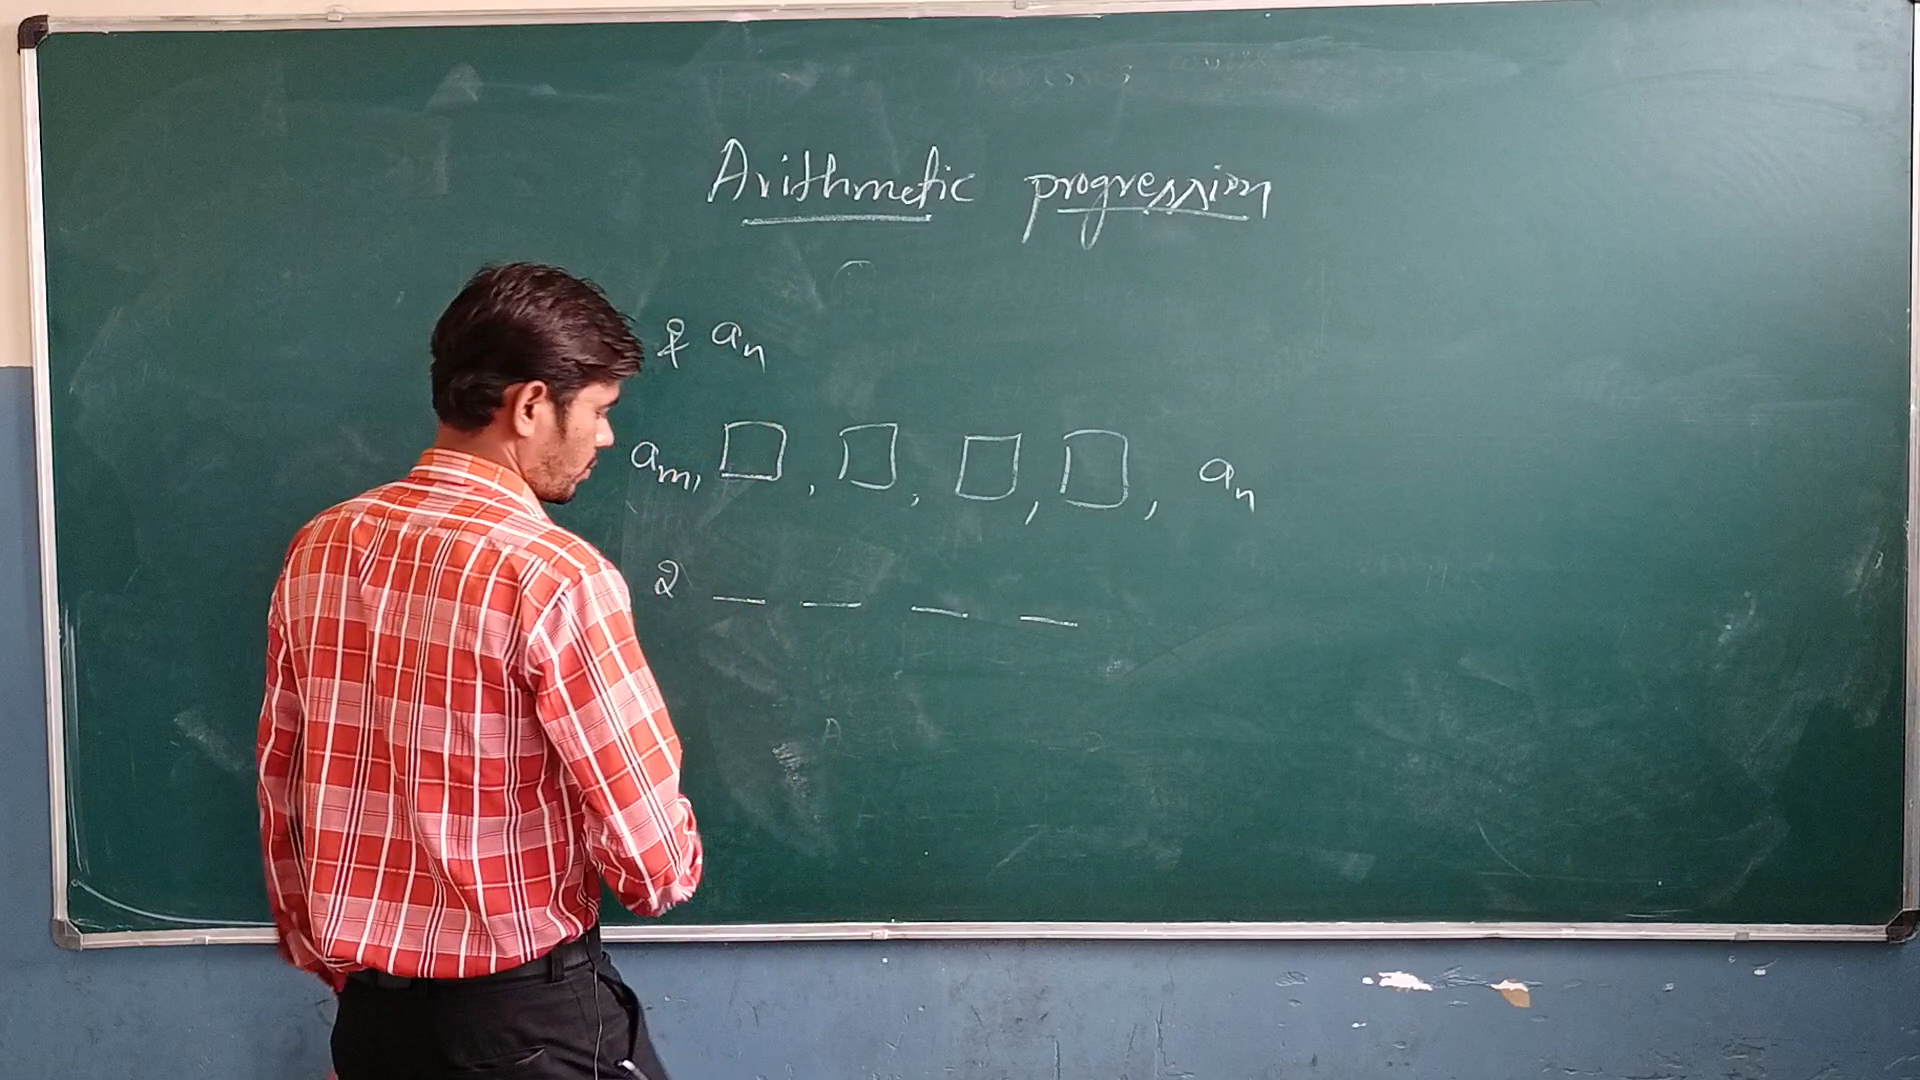 Arithmetic progression
& an
am, □, □, □, □, an
2 _ _ _ _